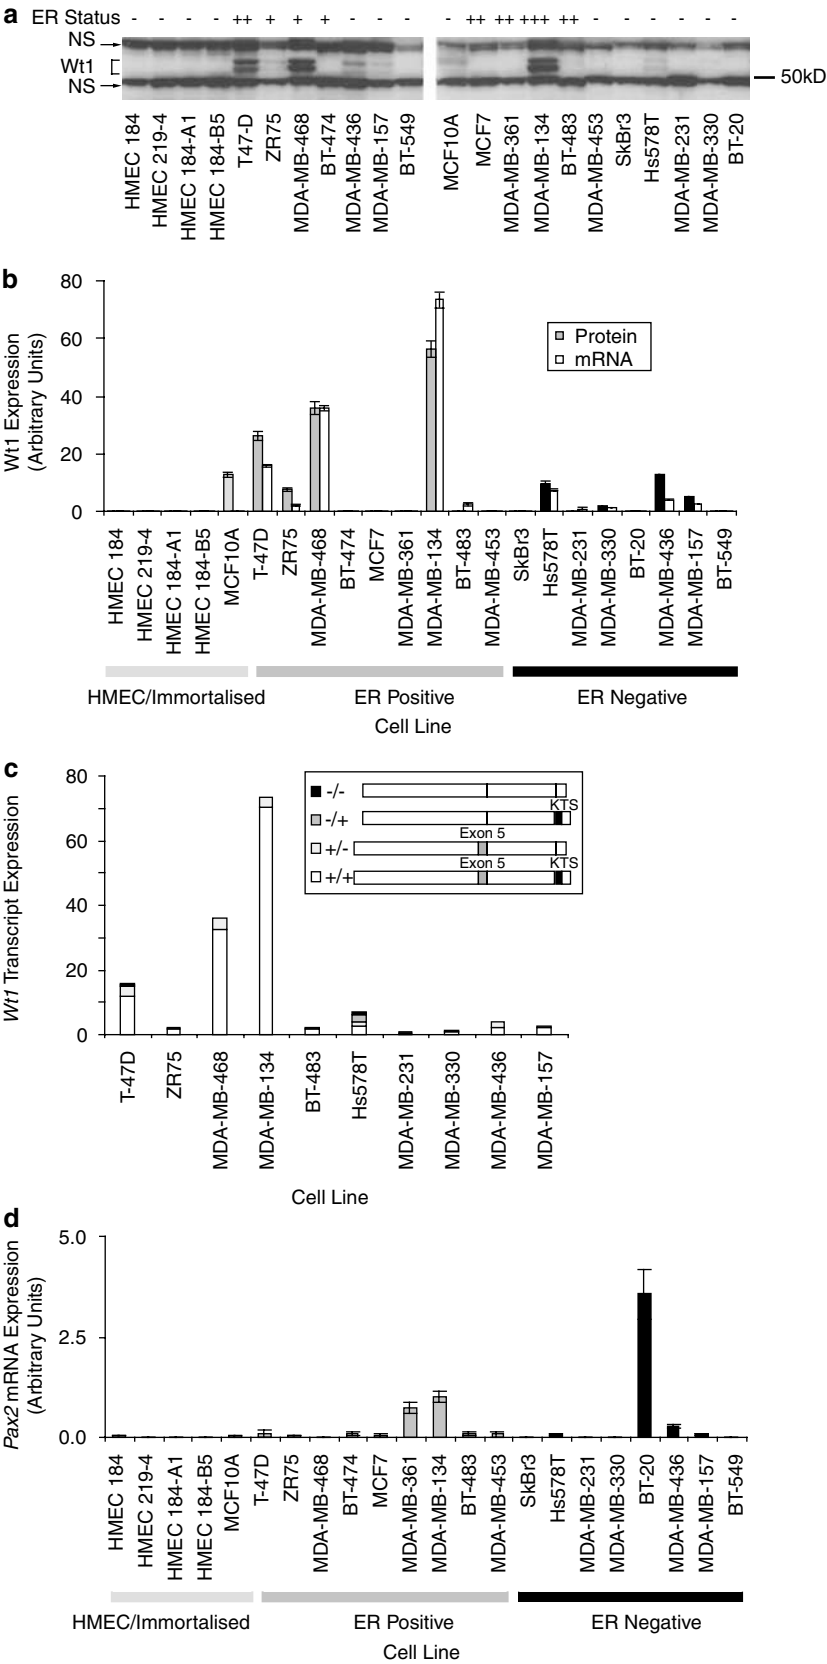 a
ER Status - - - - ++ + + + - - - - ++ ++ +++ ++ - - - - - -
NS
Wt1
NS
50kD
HMEC 184
HMEC 219-4
HMEC 184-A1
HMEC 184-B5
T-47-D
ZR75
MDA-MB-468
BT-474
MDA-MB-436
MDA-MB-157
BT-549
MCF10A
MCF7
MDA-MB-361
MDA-MB-134
BT-483
MDA-MB-453
SkBr3
Hs578T
MDA-MB-231
MDA-MB-330
BT-20
b
Wt1 Expression
(Arbitrary Units)
80
60
40
20
0
Protein
mRNA
HMEC 184
HMEC 219-4
HMEC 184-A1
HMEC 184-B5
MCF10A
T-47D
ZR75
MDA-MB-468
BT-474
MCF7
MDA-MB-361
MDA-MB-134
BT-483
MDA-MB-453
SkBr3
Hs578T
MDA-MB-231
MDA-MB-330
BT-20
MDA-MB-436
MDA-MB-157
BT-549
HMEC/Immortalised
ER Positive
ER Negative
Cell Line
c
Wt1 Transcript Expression
80
60
40
20
0
-/-
KTS
-/+
Exon 5
+/-
Exon 5 KTS
+/+
T-47D
ZR75
MDA-MB-468
MDA-MB-134
BT-483
Hs578T
MDA-MB-231
MDA-MB-330
MDA-MB-436
MDA-MB-157
Cell Line
d
Pax2 mRNA Expression
(Arbitrary Units)
5.0
2.5
0.0
HMEC 184
HMEC 219-4
HMEC 184-A1
HMEC 184-B5
MCF10A
T-47D
ZR75
MDA-MB-468
BT-474
MCF7
MDA-MB-361
MDA-MB-134
BT-483
MDA-MB-453
SkBr3
Hs578T
MDA-MB-231
MDA-MB-330
BT-20
MDA-MB-436
MDA-MB-157
BT-549
HMEC/Immortalised
ER Positive
ER Negative
Cell Line